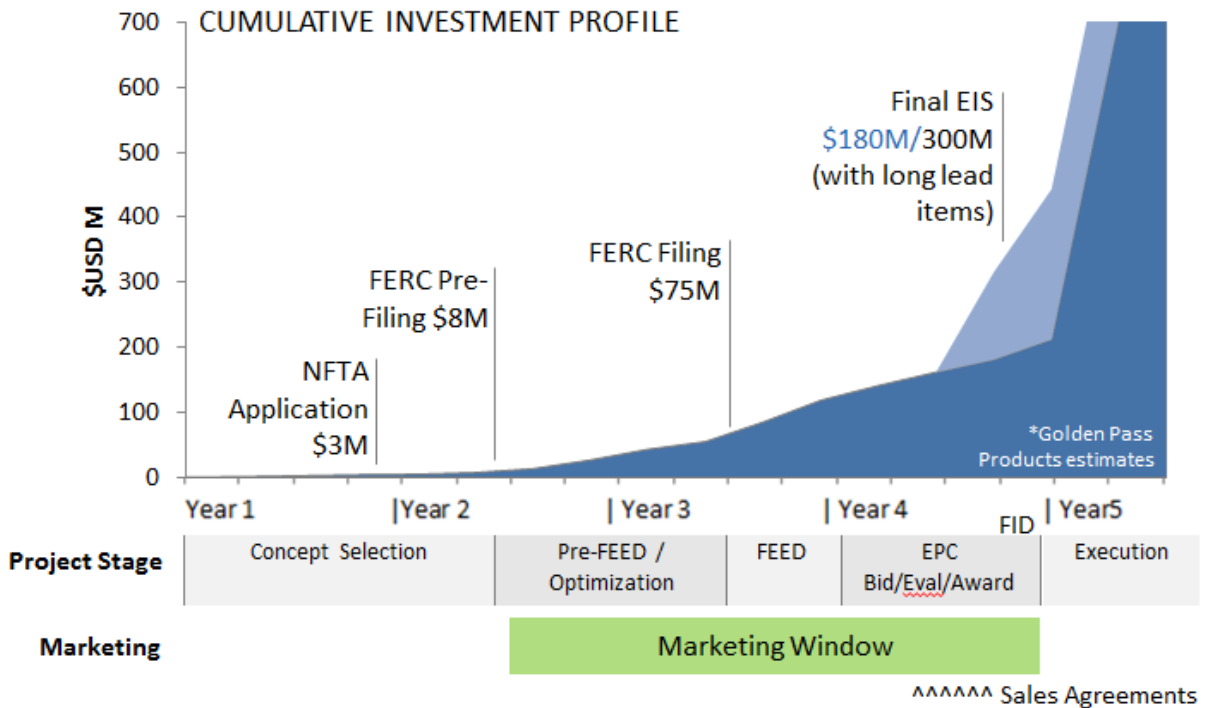 CUMULATIVE INVESTMENT PROFILE
$USD M
700
600
500
400
300
200
100
0
NFTA
Application
$3M
FERC Pre-
Filing $8M
FERC Filing
$75M
Final EIS
$180M/300M
(with long lead
items)
*Golden Pass
Products estimates
Year 1 |Year 2 | Year 3 | Year 4 | Year5
FID
Project Stage
Concept Selection
Pre-FEED /
Optimization
FEED
EPC
Bid/Eval/Award
Execution
Marketing
Marketing Window
^^^^^^ Sales Agreements